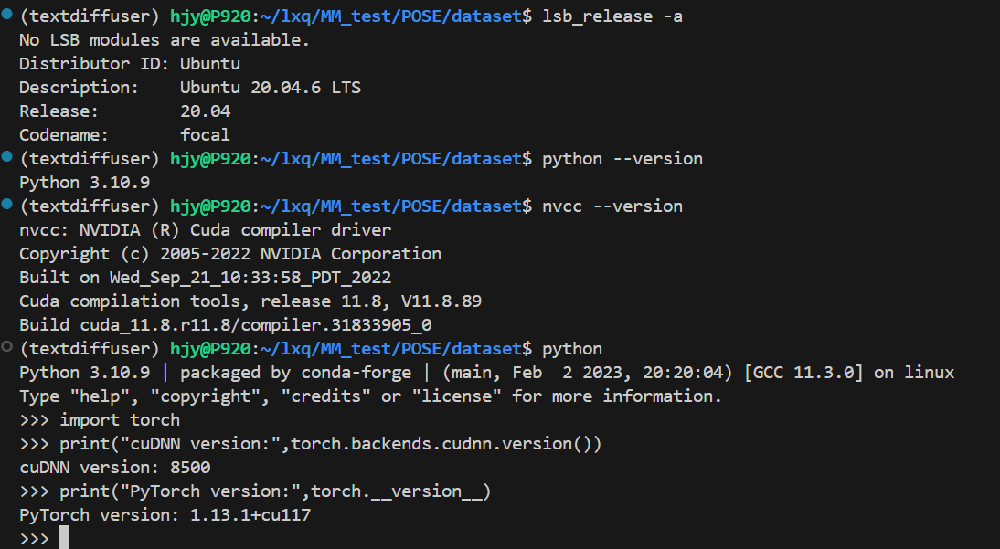 (textdiffuser) hjy@P920:~/lxq/MM_test/POSE/dataset$ lsb_release -a
No LSB modules are available.
Distributor ID: Ubuntu
Description:    Ubuntu 20.04.6 LTS
Release:        20.04
Codename:       focal
(textdiffuser) hjy@P920:~/lxq/MM_test/POSE/dataset$ python --version
Python 3.10.9
(textdiffuser) hjy@P920:~/lxq/MM_test/POSE/dataset$ nvcc --version
nvcc: NVIDIA (R) Cuda compiler driver
Copyright (c) 2005-2022 NVIDIA Corporation
Built on Wed_Sep_21_10:33:58_PDT_2022
Cuda compilation tools, release 11.8, V11.8.89
Build cuda_11.8.r11.8/compiler.31833905_0
(textdiffuser) hjy@P920:~/lxq/MM_test/POSE/dataset$ python
Python 3.10.9 | packaged by conda-forge | (main, Feb  2 2023, 20:20:04) [GCC 11.3.0] on linux
Type "help", "copyright", "credits" or "license" for more information.
>>> import torch
>>> print("cuDNN version:",torch.backends.cudnn.version())
cuDNN version: 8500
>>> print("PyTorch version:",torch.__version__)
PyTorch version: 1.13.1+cu117
>>>